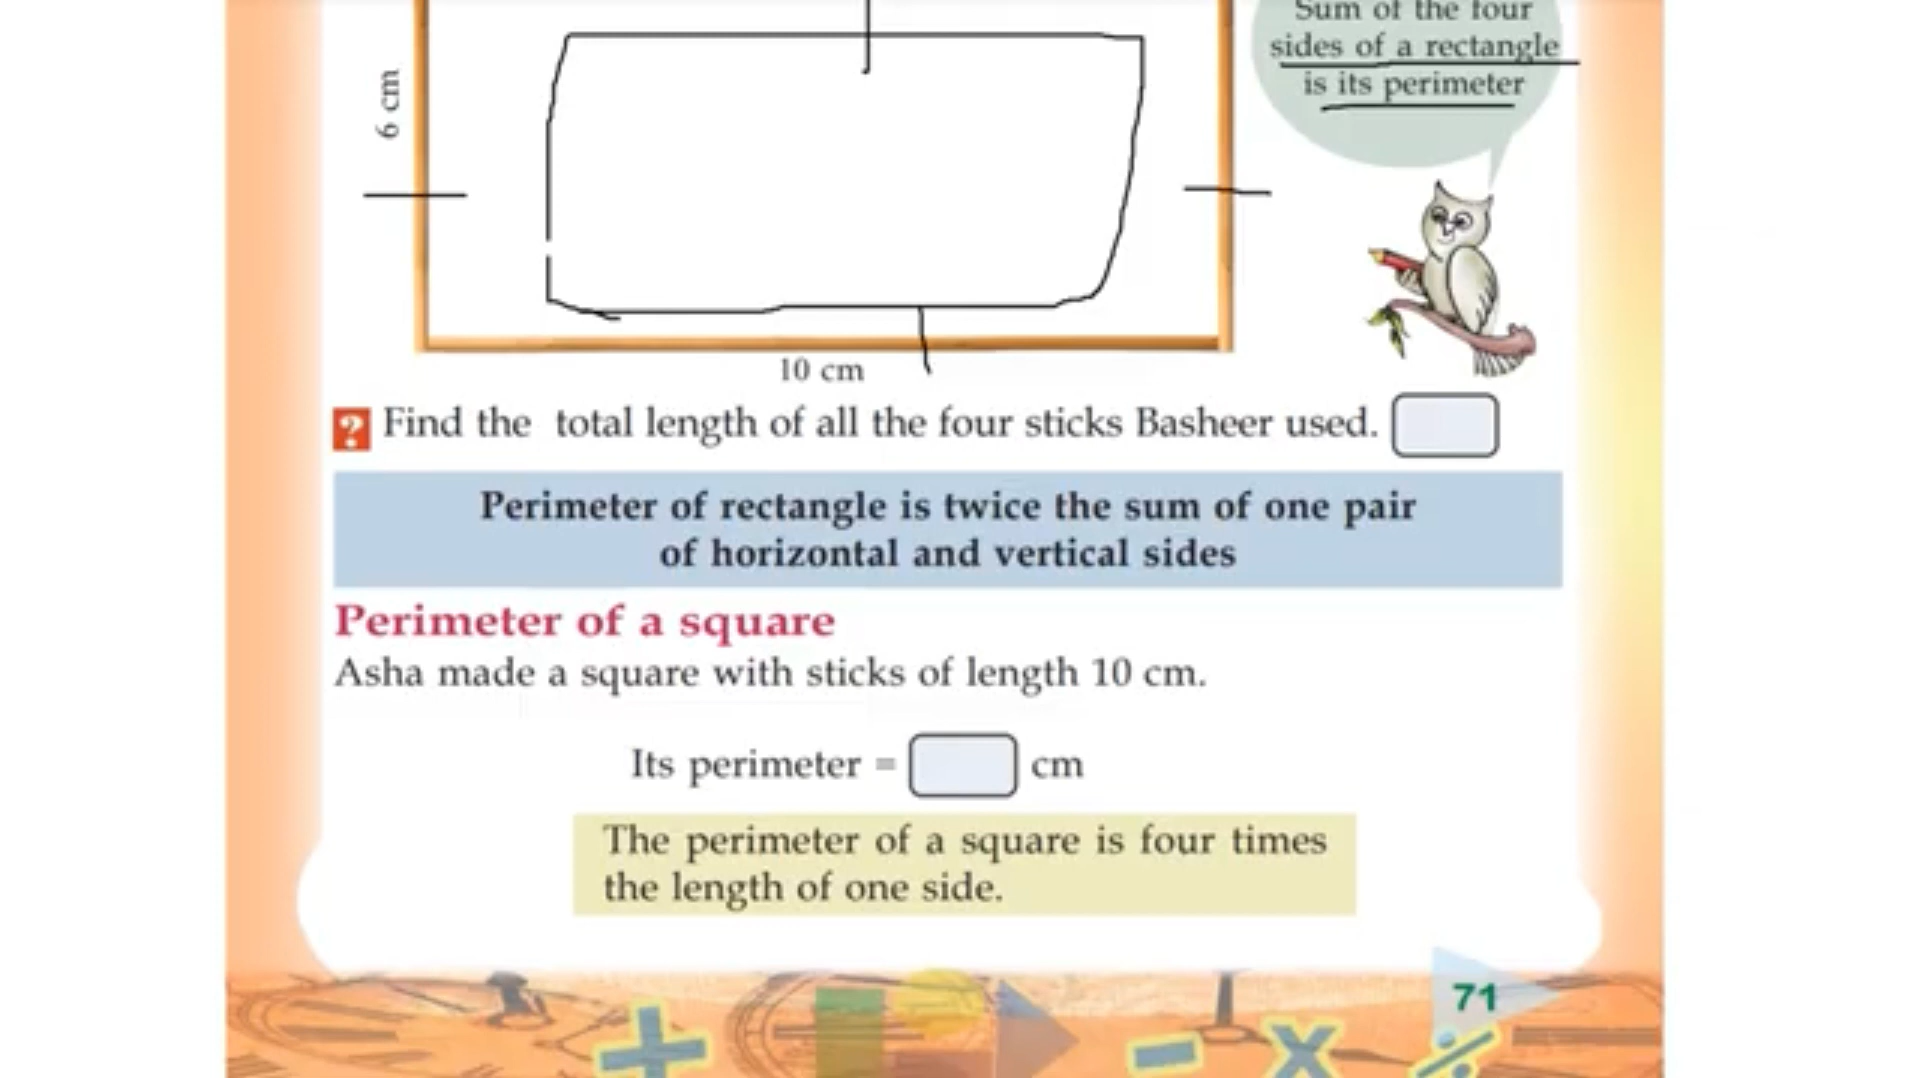 Sum of the four
sides of a rectangle
is its perimeter
6 cm
10 cm
? Find the total length of all the four sticks Basheer used.
Perimeter of rectangle is twice the sum of one pair
of horizontal and vertical sides
Perimeter of a square
Asha made a square with sticks of length 10 cm.
Its perimeter = cm
The perimeter of a square is four times
the length of one side.
71
+ - x ÷